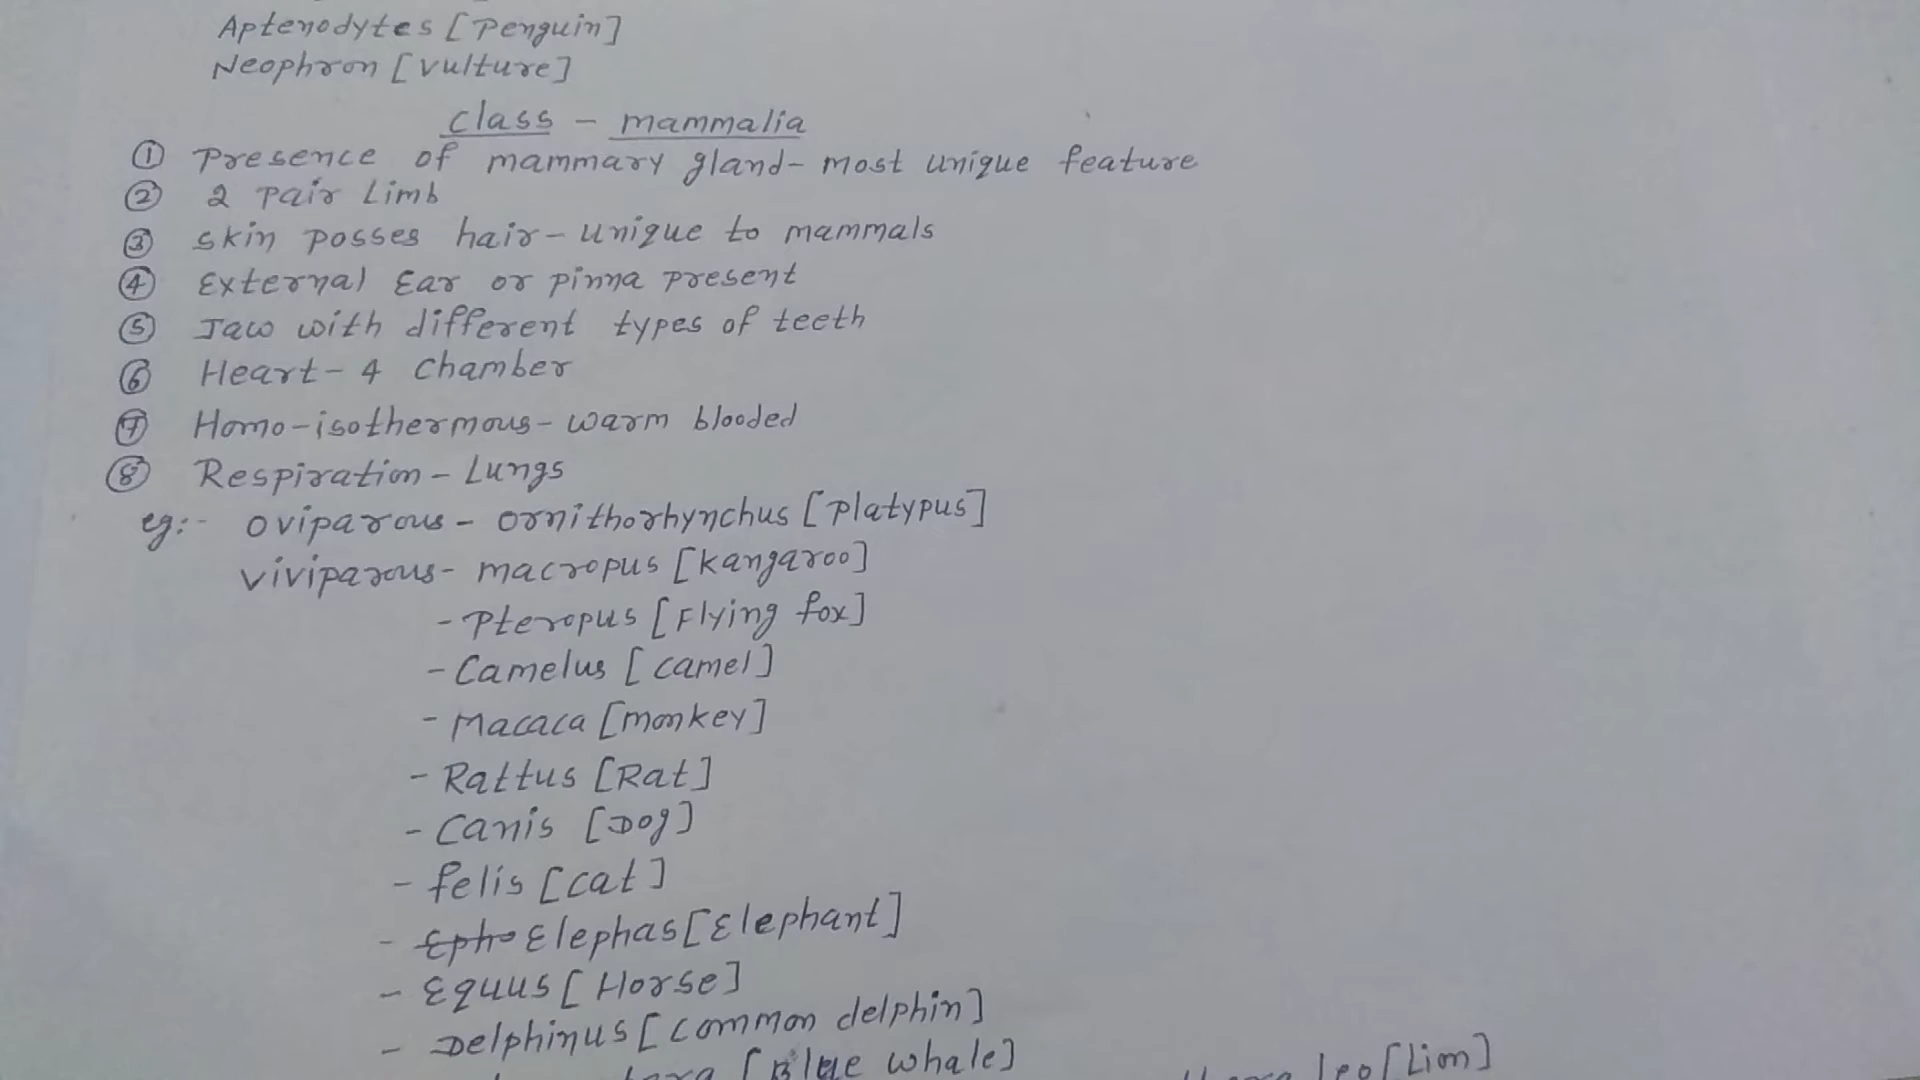 Aptenodytes [Penguin]
Neophron [vulture]
class - mammalia
① Presence of mammary gland- most unique feature
② 2 pair Limb
③ skin posses hair - unique to mammals
④ External Ear or pinna present
⑤ Jaw with different types of teeth
⑥ Heart- 4 chamber
⑦ Homo-isothermous - warm blooded
⑧ Respiration - Lungs
eg:- oviparous - ornithorhynchus [platypus]
viviparous- macropus [kangaroo]
- Pteropus [Flying fox]
- Camelus [camel]
- Macaca [monkey]
- Rattus [Rat]
- Canis [Dog]
- felis [cat]
- Epho Elephas [Elephant]
- Equus [Horse]
- Delphinus [common delphin]
[Blue whale] leo [Lion]